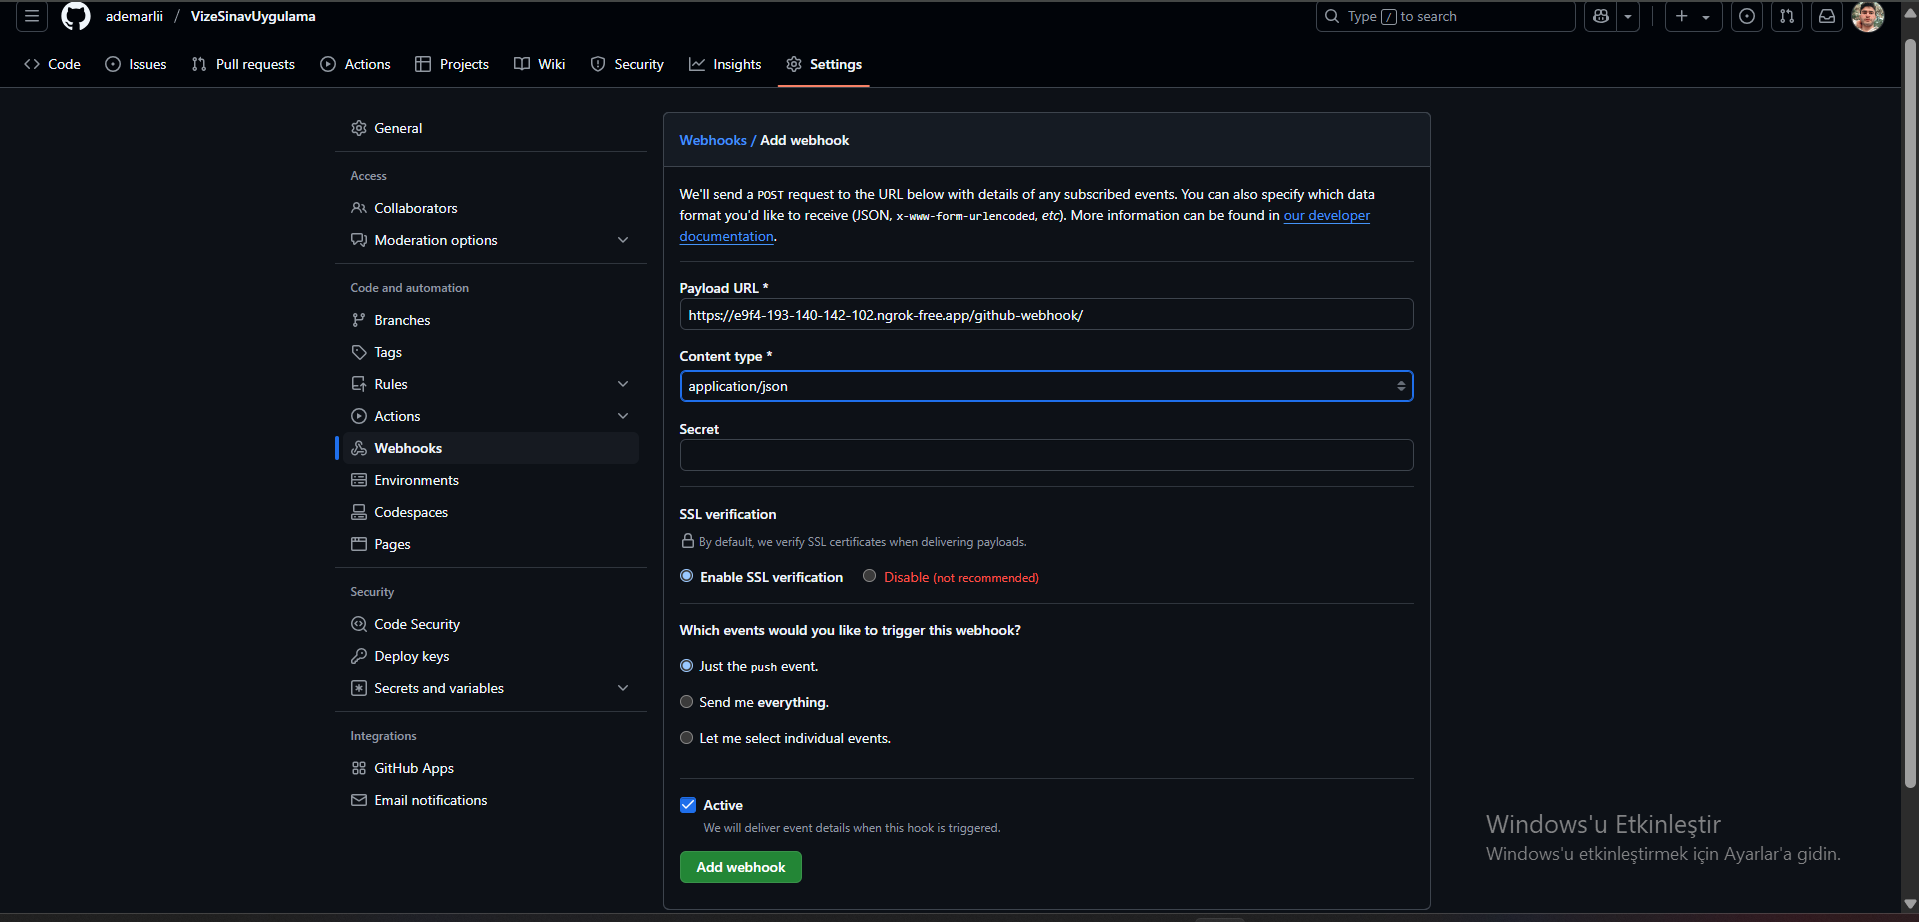 ademarlii / VizeSinavUygulama
Type / to search
Code Issues Pull requests Actions Projects Wiki Security Insights Settings
General
Access
Collaborators
Moderation options
Code and automation
Branches
Tags
Rules
Actions
Webhooks
Environments
Codespaces
Pages
Security
Code Security
Deploy keys
Secrets and variables
Integrations
GitHub Apps
Email notifications
Webhooks / Add webhook
We'll send a POST request to the URL below with details of any subscribed events. You can also specify which data
format you'd like to receive (JSON, x-www-form-urlencoded, etc). More information can be found in our developer
documentation.
Payload URL *
https://e9f4-193-140-142-102.ngrok-free.app/github-webhook/
Content type *
application/json
Secret
SSL verification
By default, we verify SSL certificates when delivering payloads.
Enable SSL verification Disable (not recommended)
Which events would you like to trigger this webhook?
Just the push event.
Send me everything.
Let me select individual events.
Active
We will deliver event details when this hook is triggered.
Add webhook
Windows'u Etkinleştir
Windows'u etkinleştirmek için Ayarlar'a gidin.